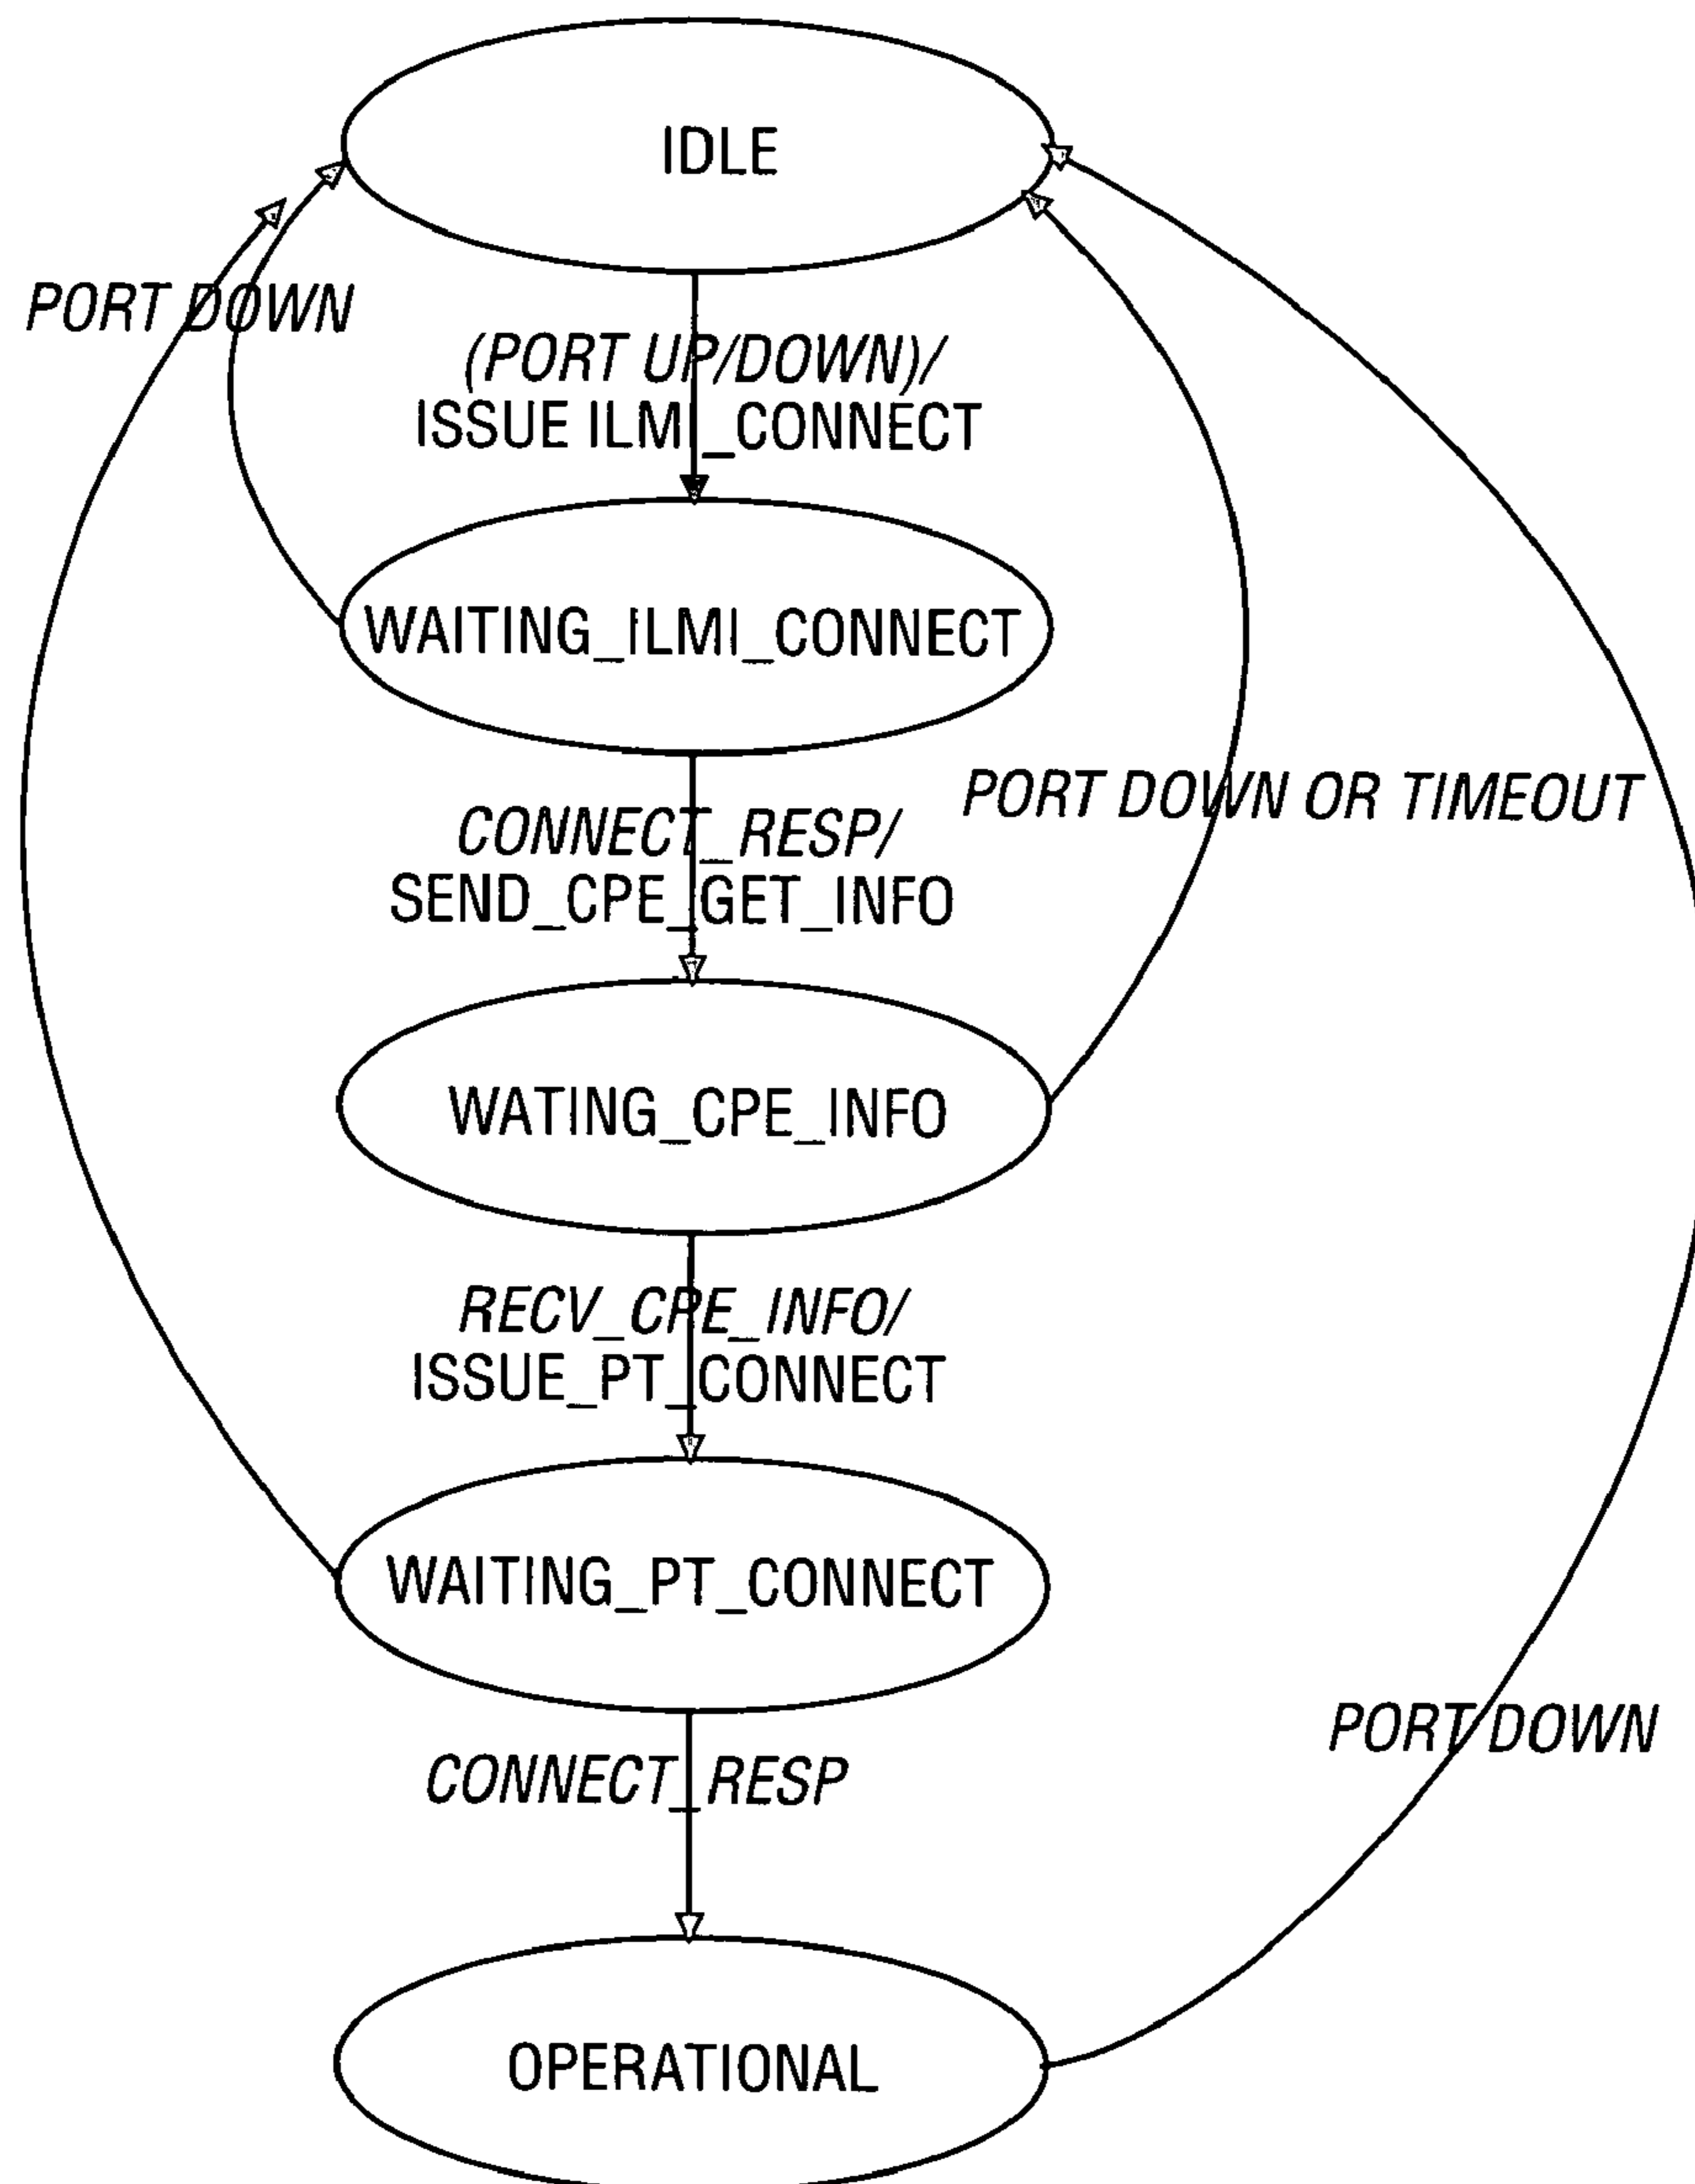 IDLE
PORT DOWN
(PORT UP/DOWN)/
ISSUE ILMI_CONNECT
WAITING_ILMI_CONNECT
PORT DOWN OR TIMEOUT
CONNECT_RESP/
SEND_CPE_GET_INFO
WATING_CPE_INFO
RECV_CPE_INFO/
ISSUE_PT_CONNECT
WAITING_PT_CONNECT
PORT DOWN
CONNECT_RESP
OPERATIONAL